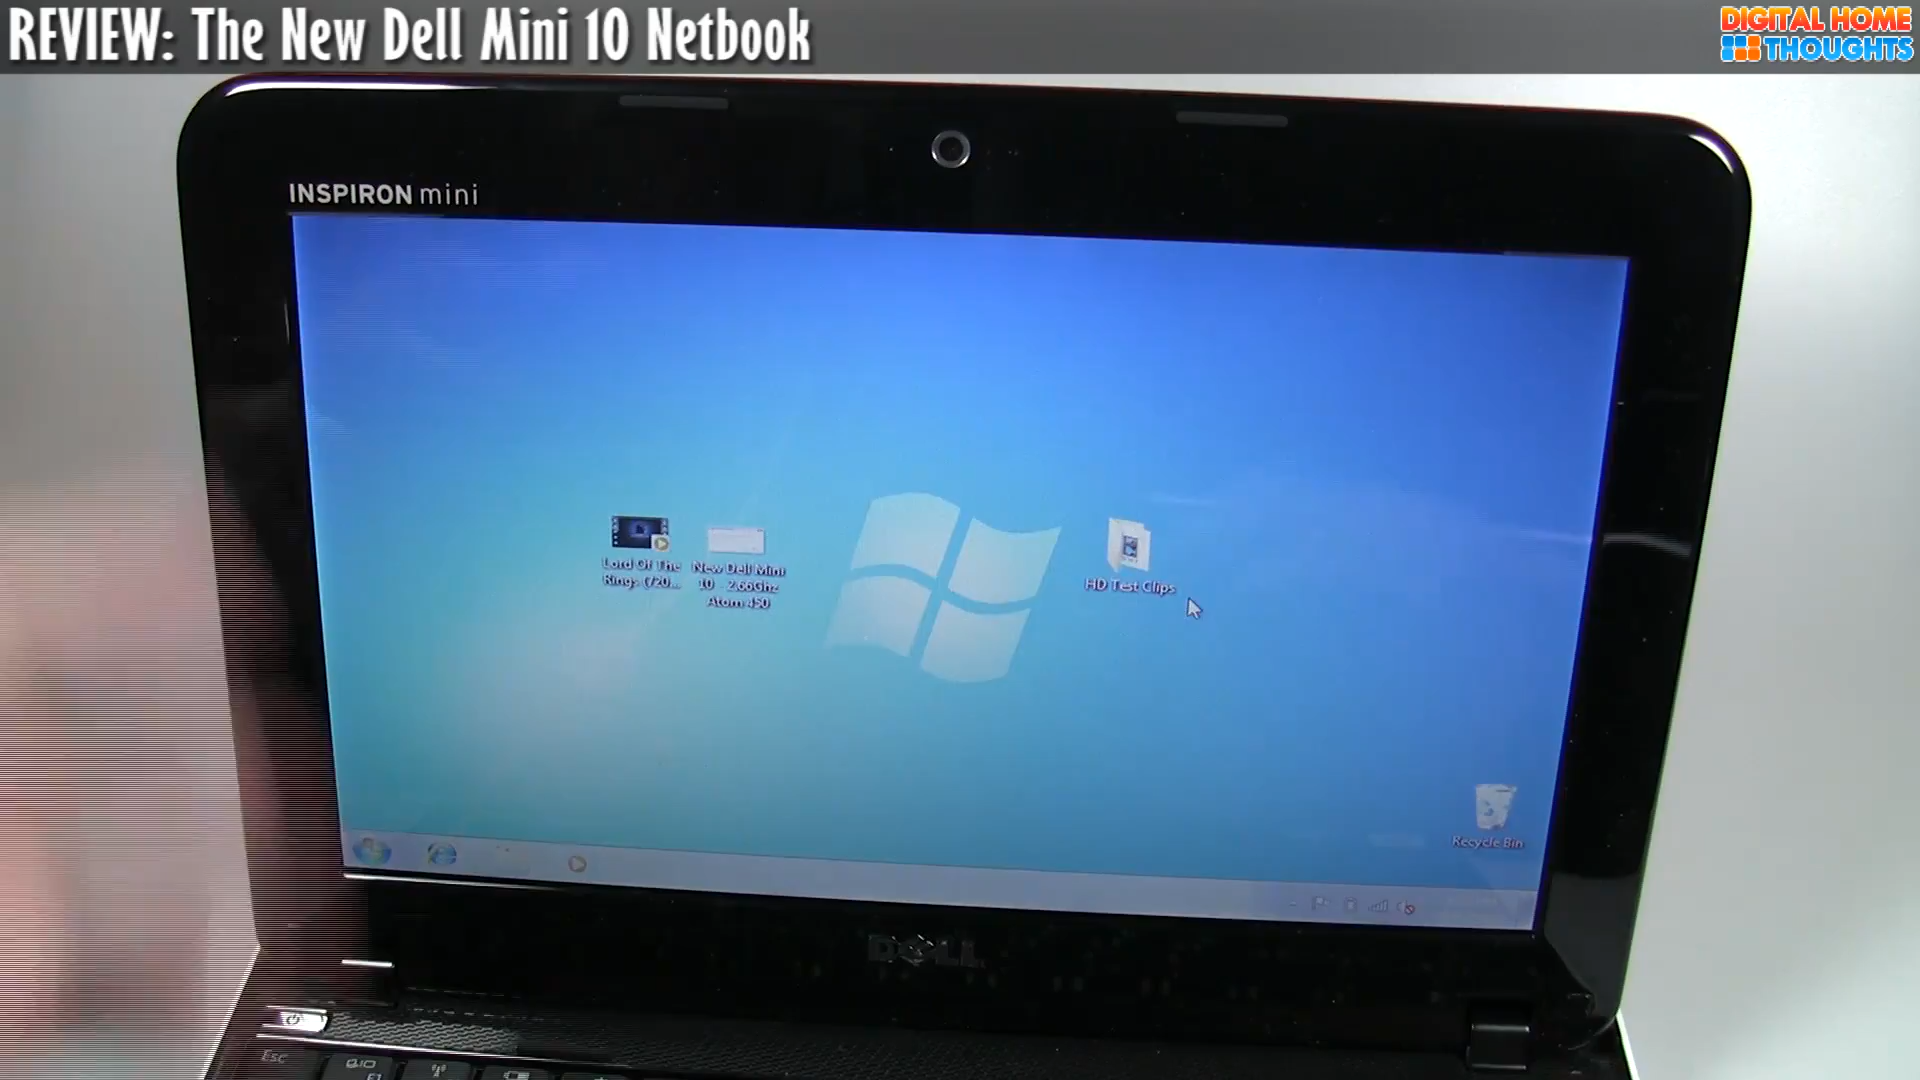 REVIEW: The New Dell Mini 10 Netbook
DIGITAL HOME
THOUGHTS
INSPIRON mini
Lord Of The
Rings (720...
New Dell Mini
10 - 2.66Ghz
Atom 450
HD Test Clips
Recycle Bin
DELL
Esc
F1